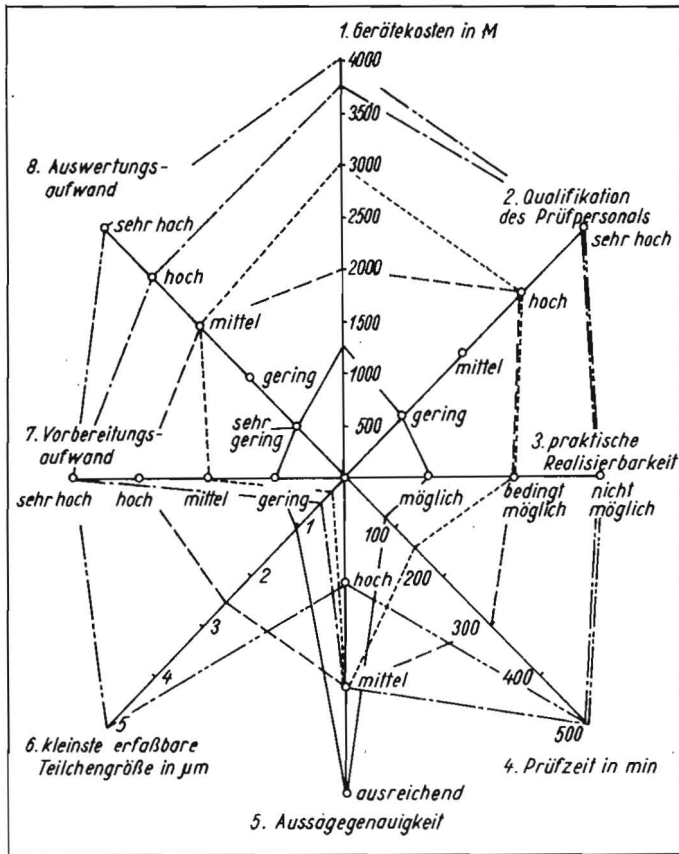 1. Gerätekosten in M
4000
3500
3000
2500
2000
1500
1000
500
8. Auswertungs-
aufwand
sehr hoch
hoch
mittel
gering
sehr
gering
2. Qualifikation
des Prüfpersonals
sehr hoch
hoch
mittel
gering
3. praktische
Realisierbarkeit
möglich
bedingt
möglich
nicht
möglich
7. Vorbereitungs-
aufwand
sehr hoch
hoch
mittel
gering
1
2
3
4
5
6. kleinste erfaßbare
Teilchengröße in µm
100
200
300
400
500
4. Prüfzeit in min
hoch
mittel
ausreichend
5. Aussagegenauigkeit